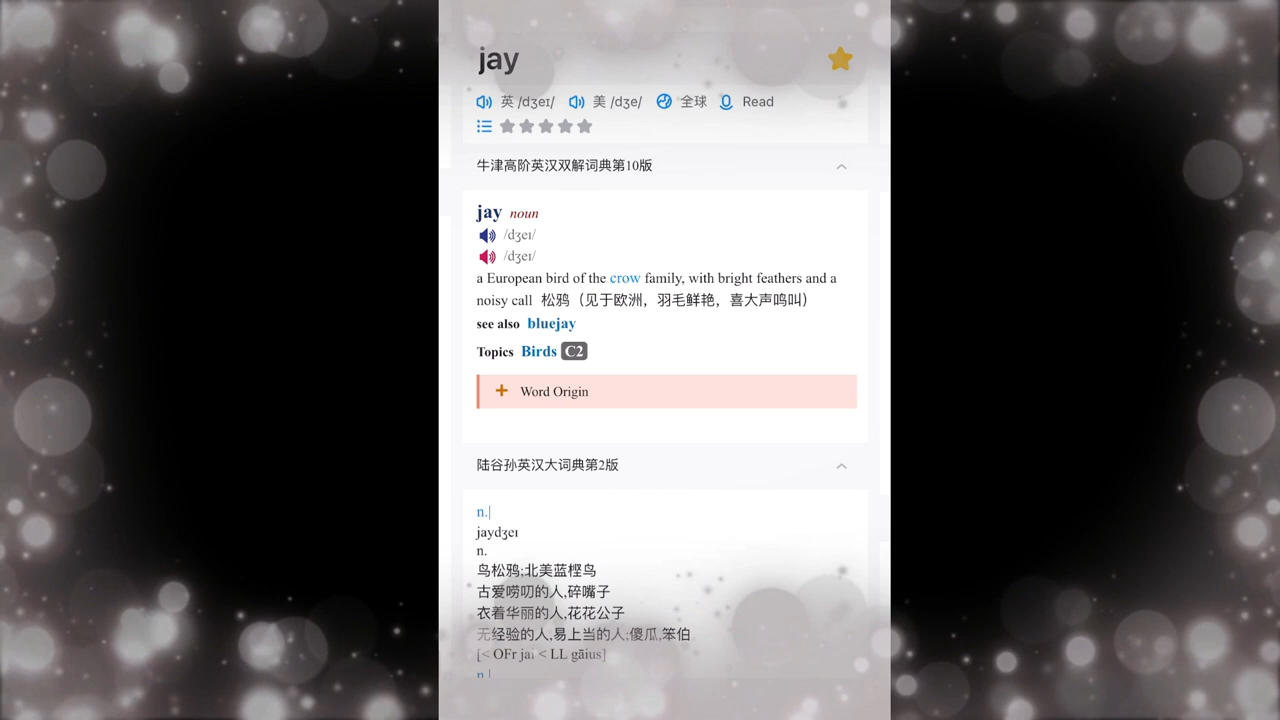 jay
英 /dʒeɪ/ 美 /dʒe/ 全球 Read
牛津高阶英汉双解词典第10版
jay noun
/dʒeɪ/
/dʒeɪ/
a European bird of the crow family, with bright feathers and a
noisy call 松鸦（见于欧洲，羽毛鲜艳，喜大声鸣叫）
see also bluejay
Topics Birds C2
+ Word Origin
陆谷孙英汉大词典第2版
n.|
jaydʒeɪ
n.
鸟松鸦;北美蓝樫鸟
古爱唠叨的人,碎嘴子
衣着华丽的人,花花公子
无经验的人,易上当的人;傻瓜,笨伯
[< OFr jai < LL gāius]
n.|